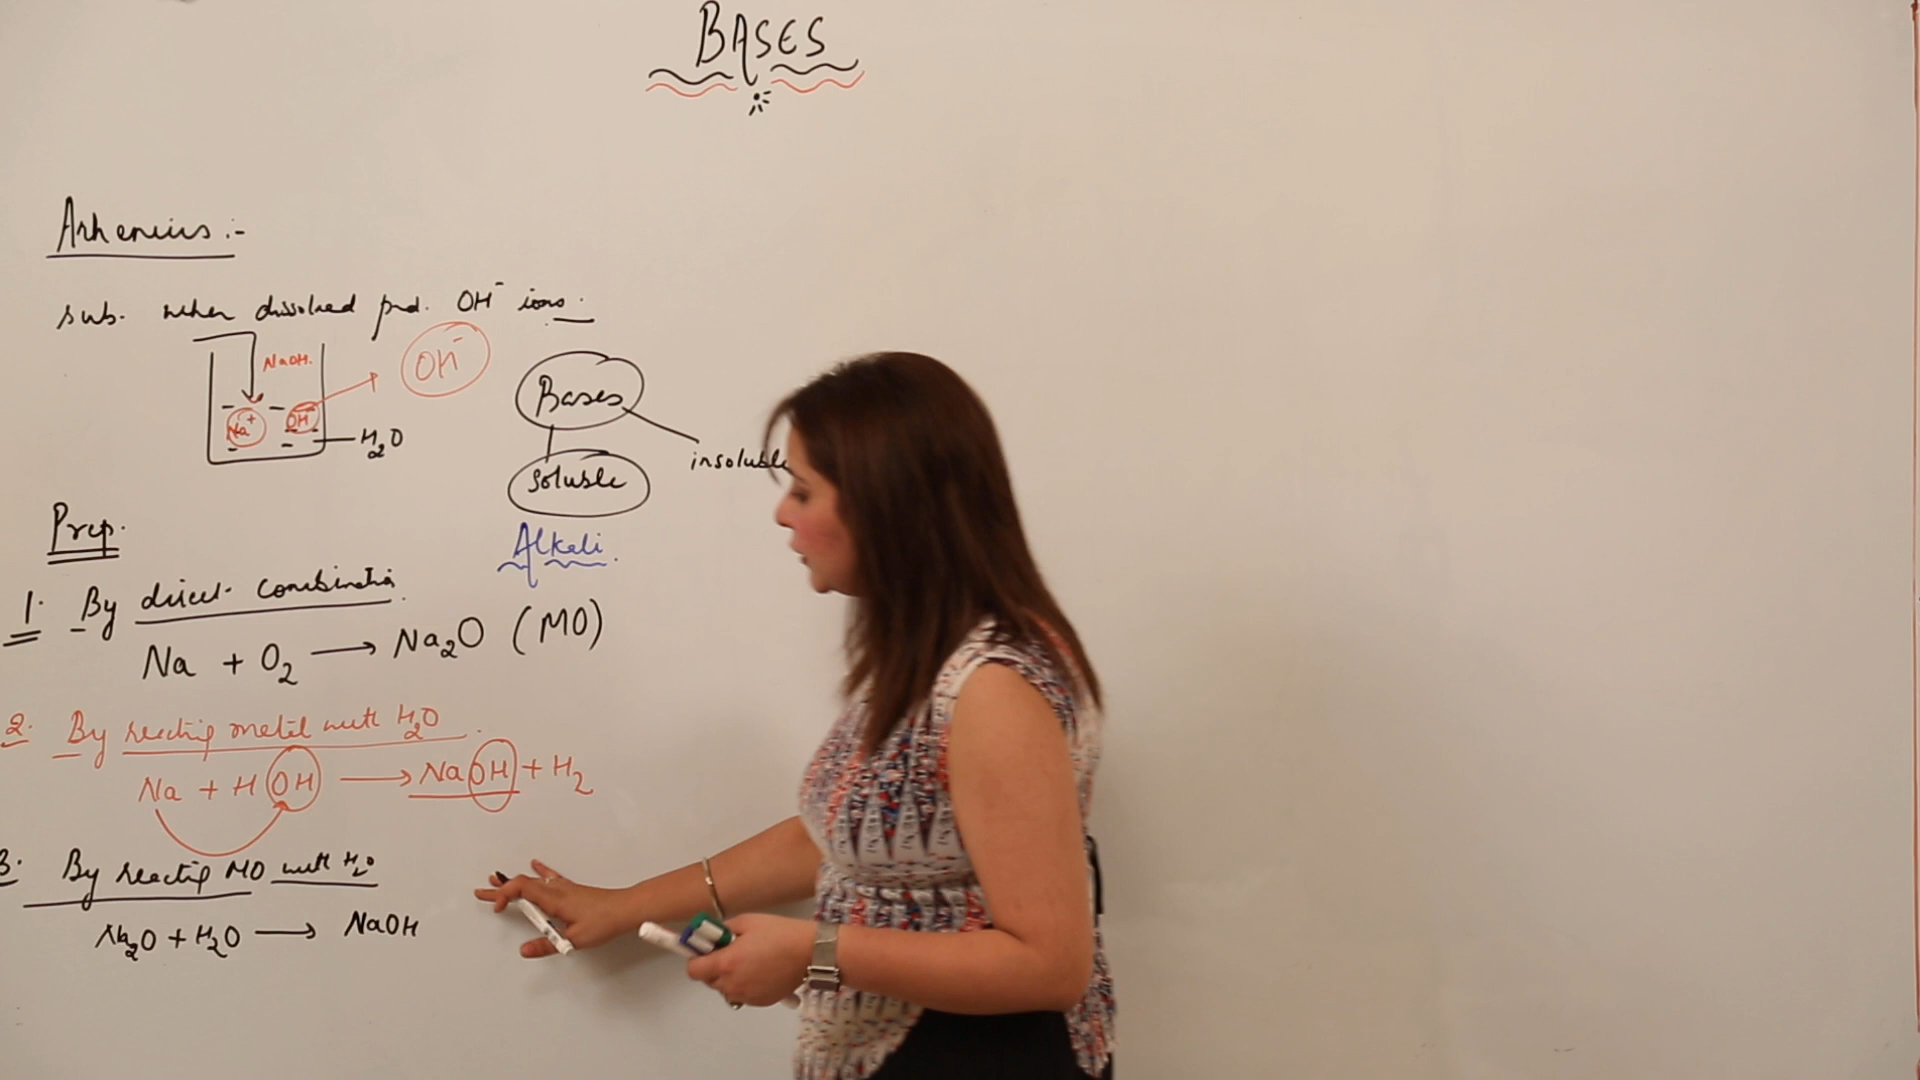 BASES
Arhenius :-
sub. when dissolved prd. OH⁻ ions.
NaOH.
OH⁻
Na⁺ OH⁻
H₂O
Bases
soluble
insoluble
Alkali.
Prep.
1. By direct combination.
Na + O₂ → Na₂O (MO)
2. By reacting metal with H₂O.
Na + HOH → NaOH + H₂
3. By reacting MO with H₂O
Na₂O + H₂O → NaOH